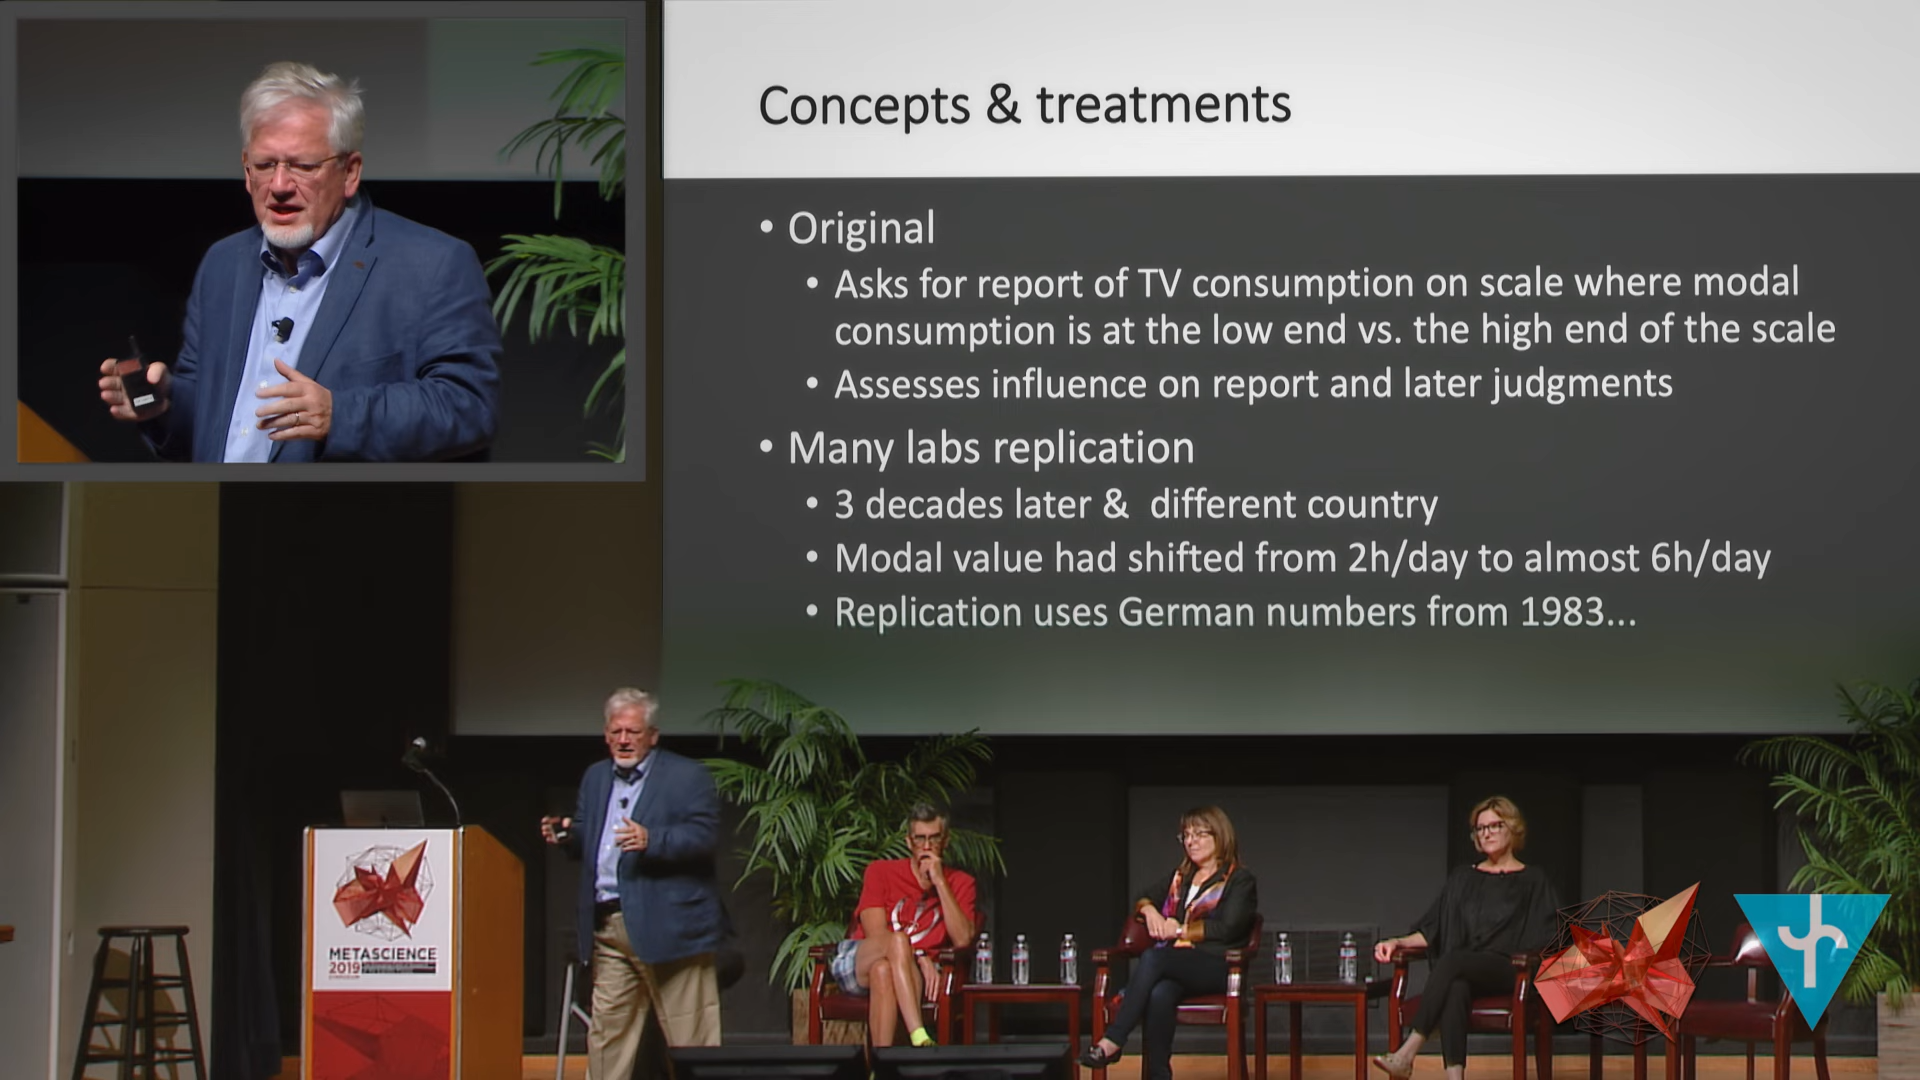 Concepts & treatments
• Original
• Asks for report of TV consumption on scale where modal
consumption is at the low end vs. the high end of the scale
• Assesses influence on report and later judgments
• Many labs replication
• 3 decades later & different country
• Modal value had shifted from 2h/day to almost 6h/day
• Replication uses German numbers from 1983...
METASCIENCE
2019
SYMPOSIUM